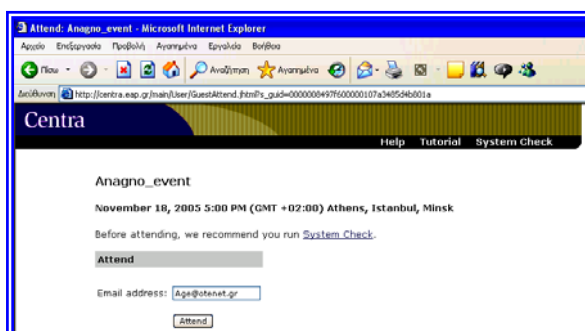 Attend: Anagno_event - Microsoft Internet Explorer
Αρχείο Επεξεργασία Προβολή Αγαπημένα Εργαλεία Βοήθεια
Πίσω Αναζήτηση Αγαπημένα
Διεύθυνση http://centra.eap.gr/main/User/GuestAttend.jhtml?s_guid=0000008497f600000107a3485d4b801a
Centra
Help Tutorial System Check
Anagno_event
November 18, 2005 5:00 PM (GMT +02:00) Athens, Istanbul, Minsk
Before attending, we recommend you run System Check.
Attend
Email address: Age@otenet.gr
Attend